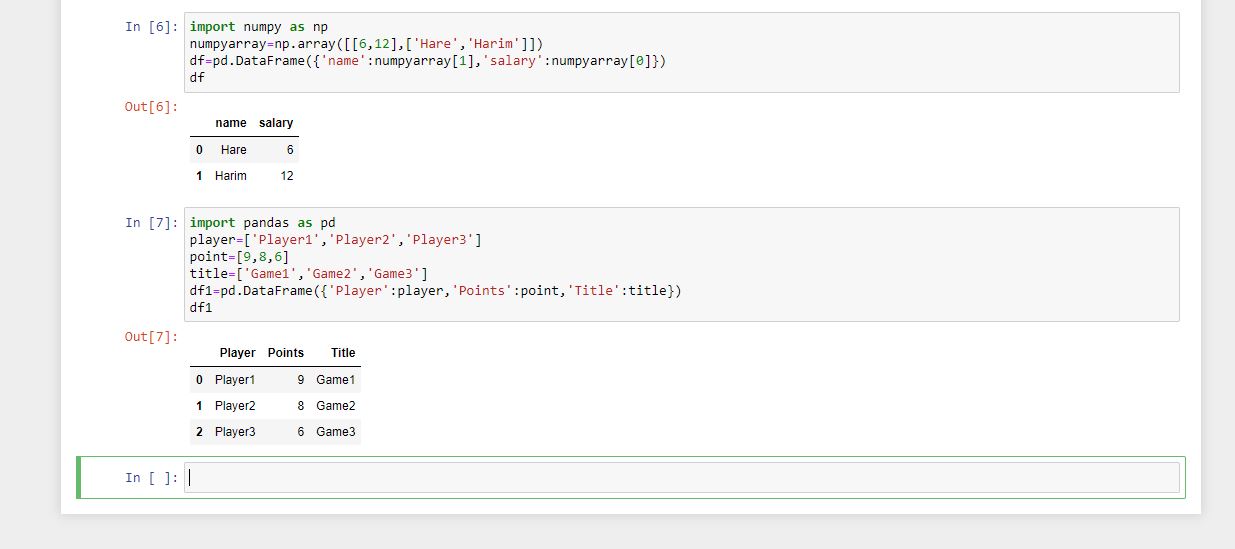 In [6]: import numpy as np
numpyarray=np.array([[6,12],['Hare','Harim']])
df=pd.DataFrame({'name':numpyarray[1],'salary':numpyarray[0]})
df
Out[6]:
name salary
0 Hare 6
1 Harim 12
In [7]: import pandas as pd
player=['Player1','Player2','Player3']
point=[9,8,6]
title=['Game1','Game2','Game3']
df1=pd.DataFrame({'Player':player,'Points':point,'Title':title})
df1
Out[7]:
Player Points Title
0 Player1 9 Game1
1 Player2 8 Game2
2 Player3 6 Game3
In [ ]: